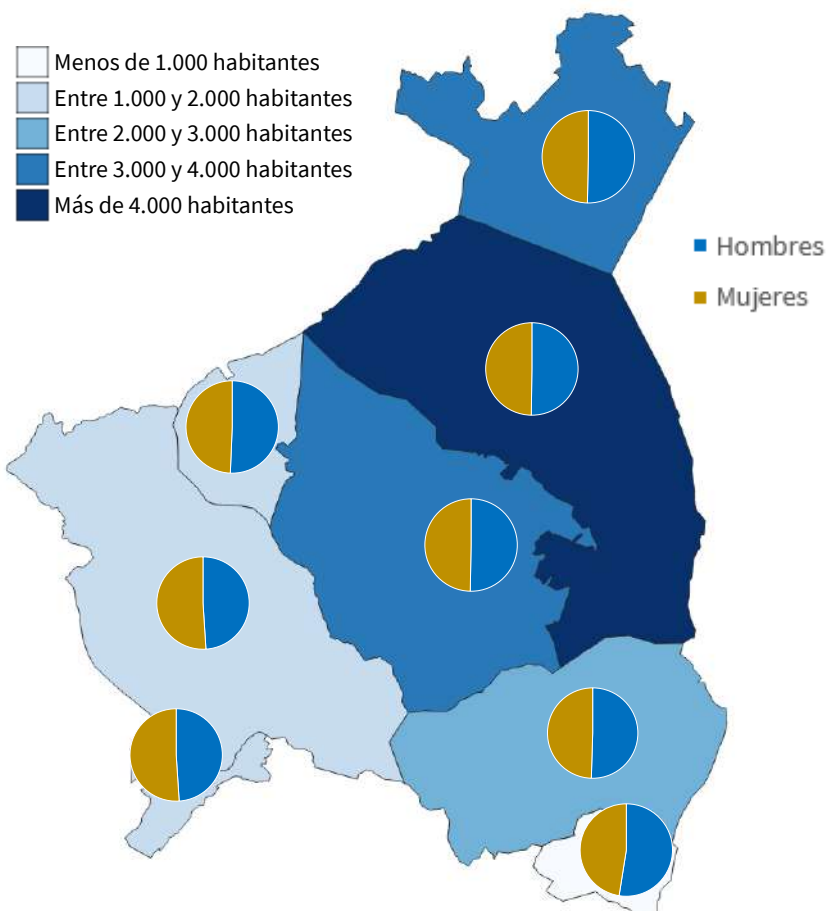 Menos de 1.000 habitantes
Entre 1.000 y 2.000 habitantes
Entre 2.000 y 3.000 habitantes
Entre 3.000 y 4.000 habitantes
Más de 4.000 habitantes
Hombres
Mujeres